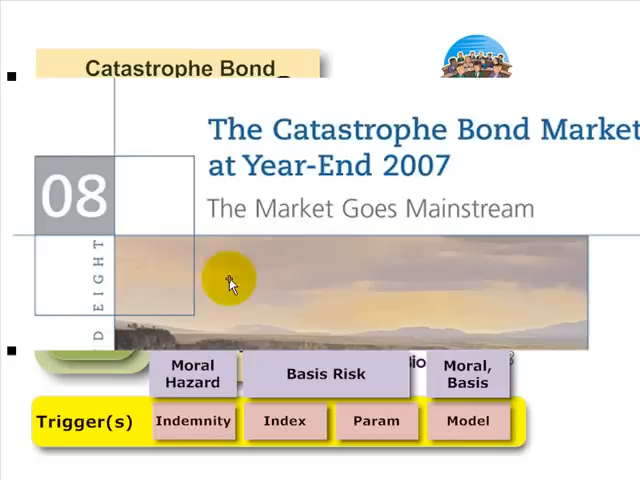 Catastrophe Bond
The Catastrophe Bond Market
at Year-End 2007
08
The Market Goes Mainstream
D EIGHT
Moral
Hazard
Basis Risk
Moral,
Basis
Trigger(s)
Indemnity
Index
Param
Model